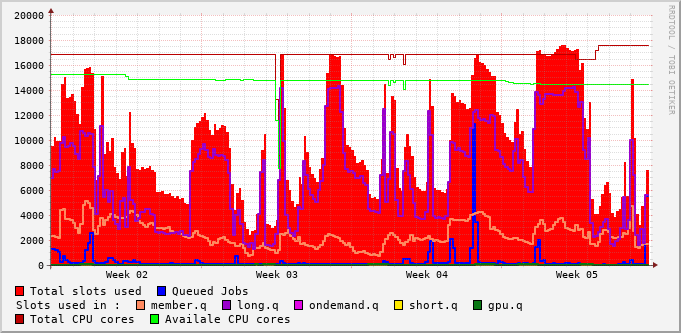 20000
18000
16000
14000
12000
10000
8000
6000
4000
2000
0
Week 02 Week 03 Week 04 Week 05
RRDTOOL / TOBI OETIKER
Total slots used Queued Jobs
Slots used in : member.q long.q ondemand.q short.q gpu.q
Total CPU cores Availale CPU cores